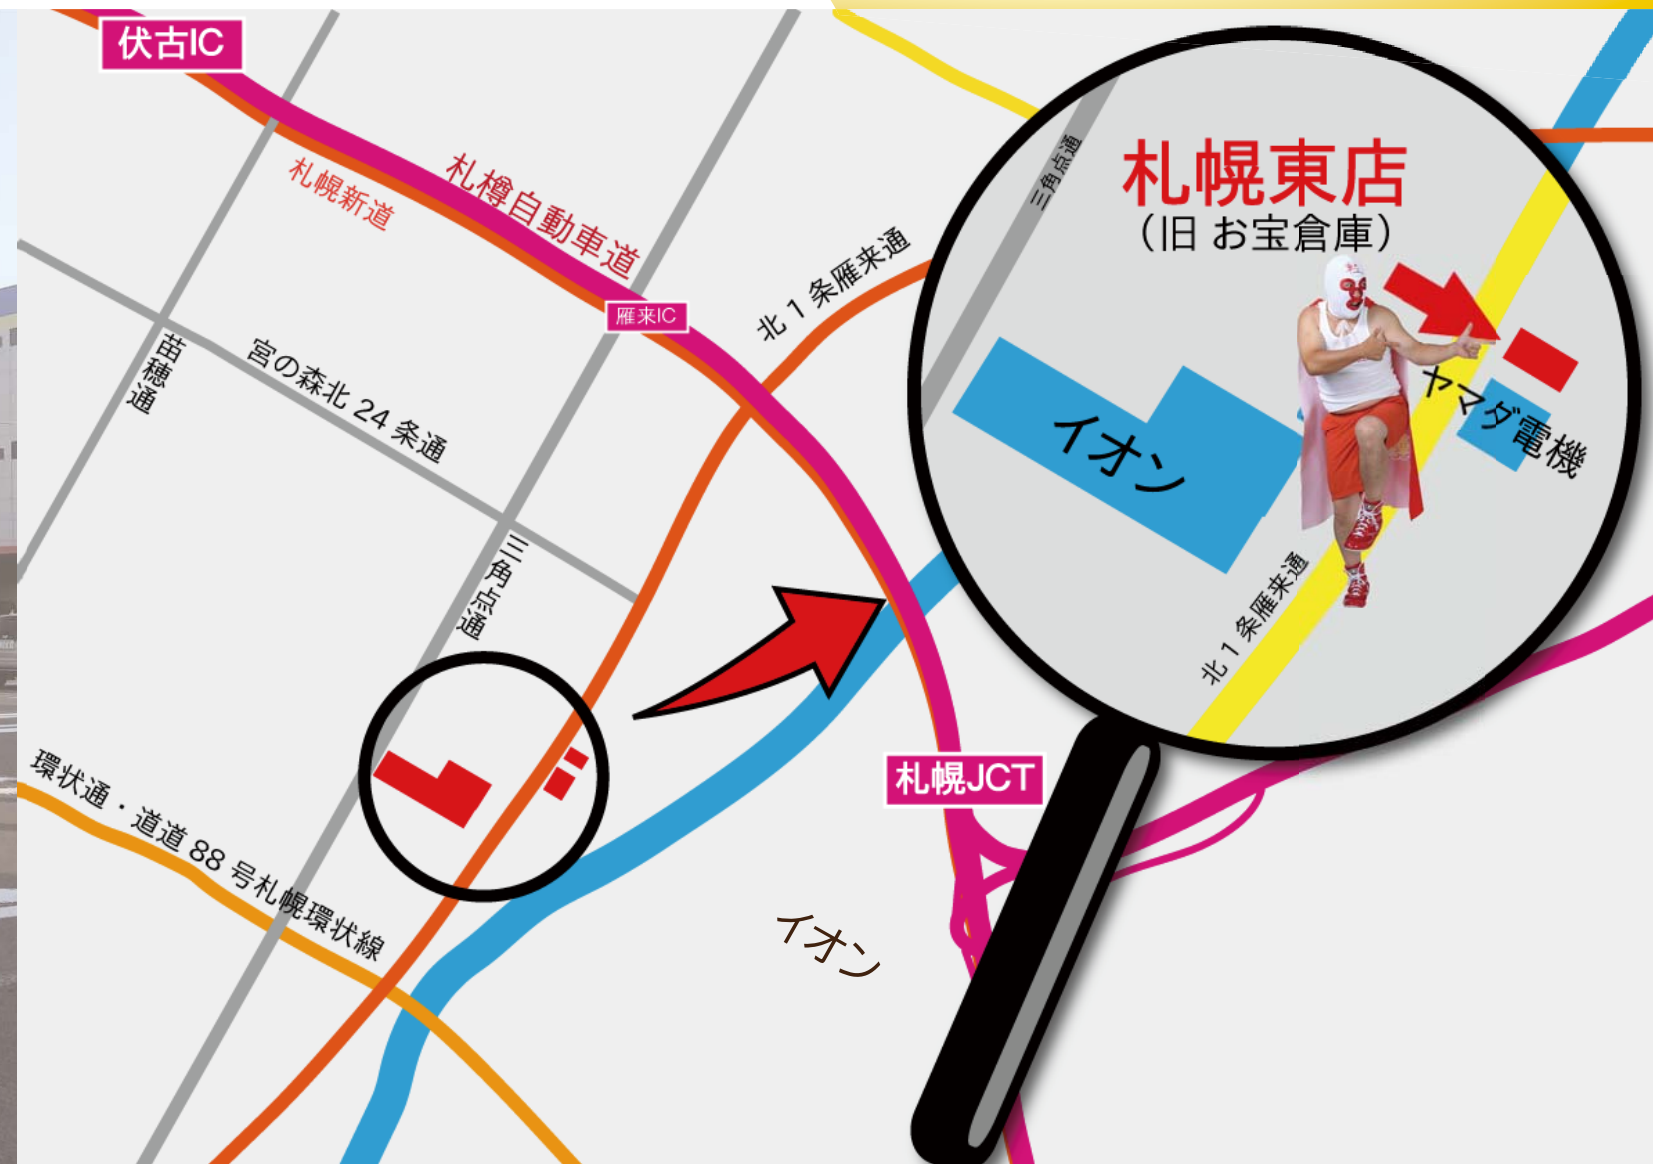 伏古IC
札幌新道
札樽自動車道
雁来IC
北1条雁来通
苗穂通
宮の森北24条通
三角点通
環状通・道道88号札幌環状線
札幌JCT
イオン
三角点通
札幌東店
（旧 お宝倉庫）
イオン
ヤマダ電機
北1条雁来通